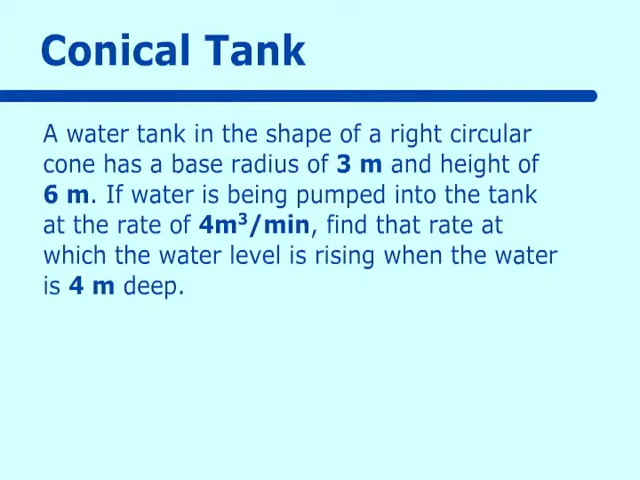 Conical Tank
A water tank in the shape of a right circular
cone has a base radius of 3 m and height of
6 m. If water is being pumped into the tank
at the rate of 4m³/min, find that rate at
which the water level is rising when the water
is 4 m deep.